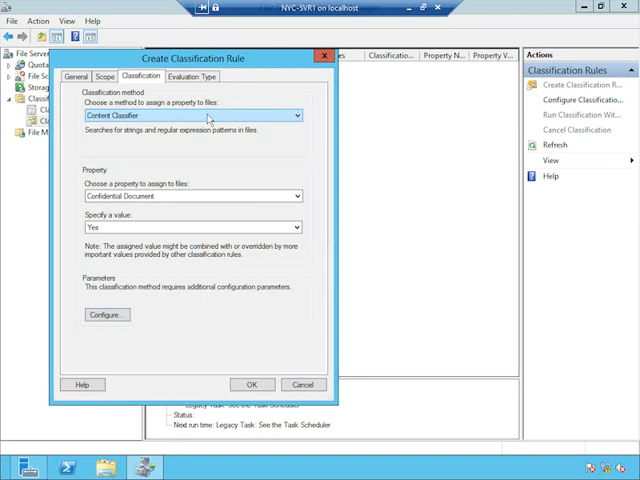 NYC-SVR1 on localhost
File Action View Help
File Server
Quota
File Sc
Storag
Classifi
Cla
Cla
File M
Create Classification Rule
General Scope Classification Evaluation Type
Classification method
Choose a method to assign a property to files:
Content Classifier
Searches for strings and regular expression patterns in files.
Property
Choose a property to assign to files:
Confidential Document
Specify a value:
Yes
Note: The assigned value might be combined with or overridden by more
important values provided by other classification rules.
Parameters
This classification method requires additional configuration parameters.
Configure...
Help OK Cancel
Classificatio... Property N... Property V...
Legacy Task: See the Task Scheduler
Status:
Next run time: Legacy Task: See the Task Scheduler
Actions
Classification Rules
Create Classification R...
Configure Classificatio...
Run Classification Wit...
Cancel Classification
Refresh
View
Help